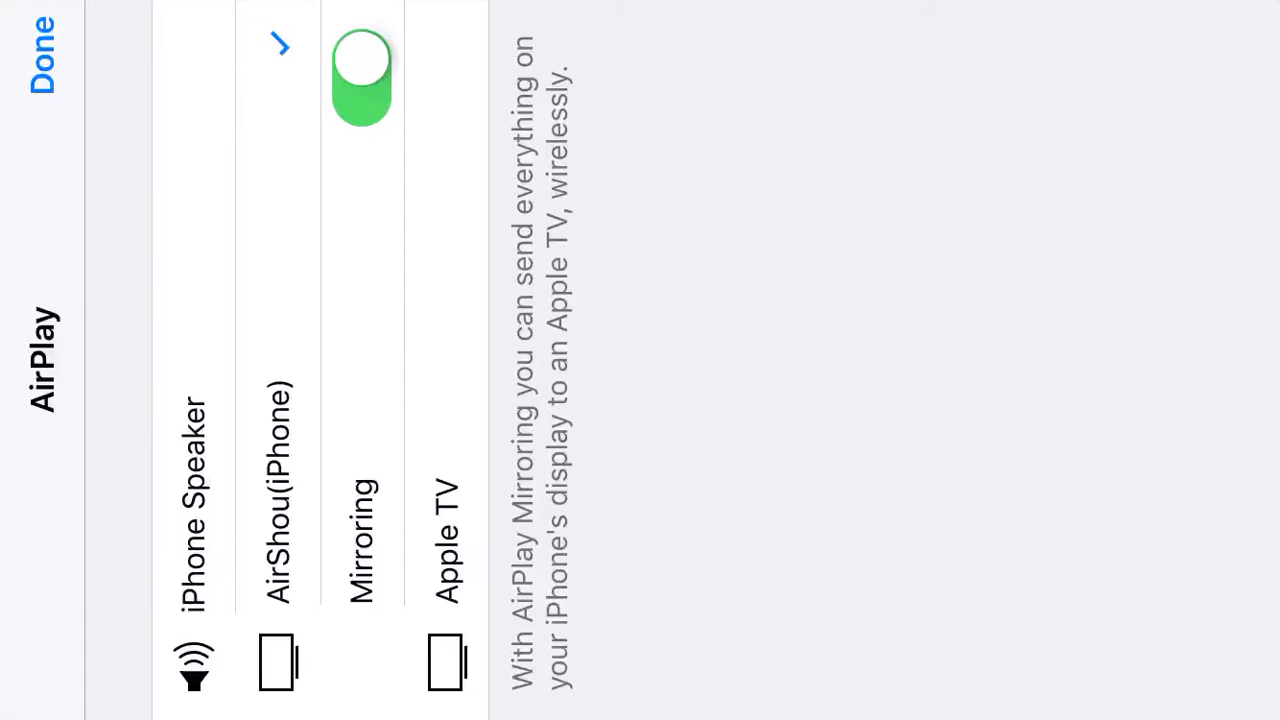 AirPlay
Done
iPhone Speaker
AirShou(iPhone)
Mirroring
Apple TV
With AirPlay Mirroring you can send everything on
your iPhone's display to an Apple TV, wirelessly.